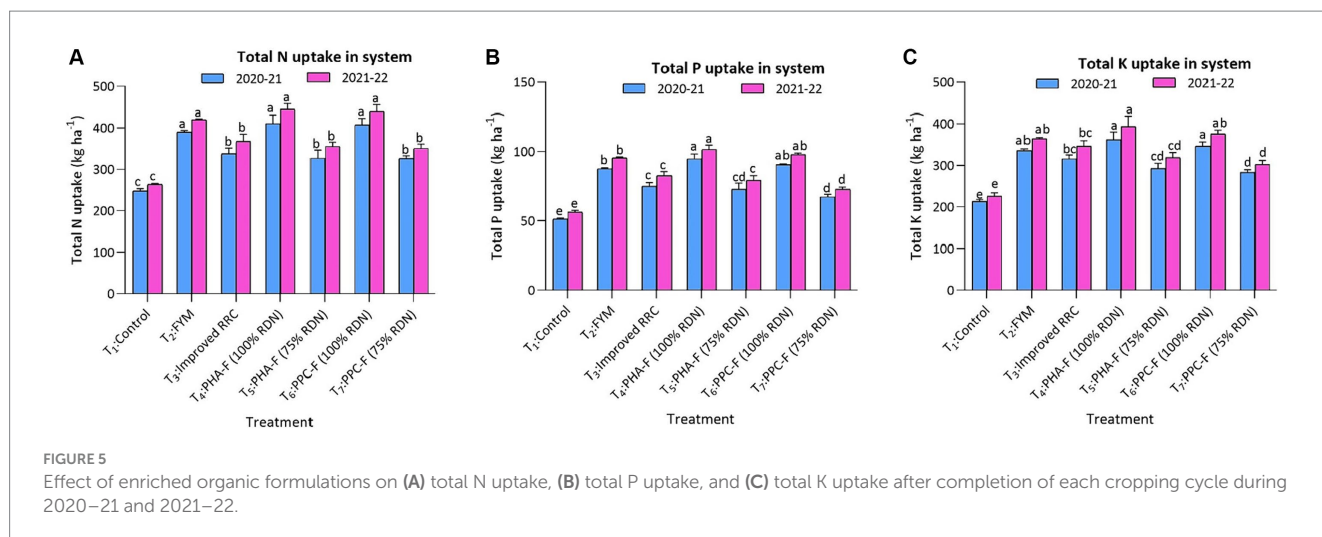 A
Total N uptake in system
2020-21 2021-22
Total N uptake (kg ha⁻¹)
500
400
300
200
100
0
c c a a b b a a b b a a b b
T₁:Control
T₂:FYM
T₃:Improved RRC
T₄:PHA-F (100% RDN)
T₅:PHA-F (75% RDN)
T₆:PPC-F (100% RDN)
T₇:PPC-F (75% RDN)
Treatment
B
Total P uptake in system
2020-21 2021-22
Total P uptake (kg ha⁻¹)
150
100
50
0
e e b b c c a a cd c ab ab d d
T₁:Control
T₂:FYM
T₃:Improved RRC
T₄:PHA-F (100% RDN)
T₅:PHA-F (75% RDN)
T₆:PPC-F (100% RDN)
T₇:PPC-F (75% RDN)
Treatment
C
Total K uptake in system
2020-21 2021-22
Total K uptake (kg ha⁻¹)
500
400
300
200
100
0
e e ab ab bc bc a a cd cd a ab d d
T₁:Control
T₂:FYM
T₃:Improved RRC
T₄:PHA-F (100% RDN)
T₅:PHA-F (75% RDN)
T₆:PPC-F (100% RDN)
T₇:PPC-F (75% RDN)
Treatment
FIGURE 5
Effect of enriched organic formulations on (A) total N uptake, (B) total P uptake, and (C) total K uptake after completion of each cropping cycle during
2020–21 and 2021–22.